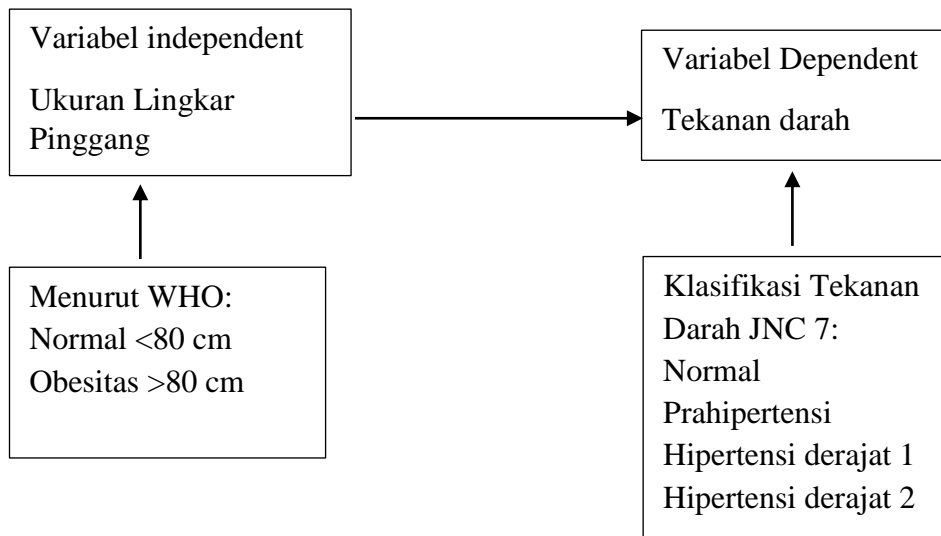 Variabel independent
Ukuran Lingkar
Pinggang
Variabel Dependent
Tekanan darah
Menurut WHO:
Normal <80 cm
Obesitas >80 cm
Klasifikasi Tekanan
Darah JNC 7:
Normal
Prahipertensi
Hipertensi derajat 1
Hipertensi derajat 2